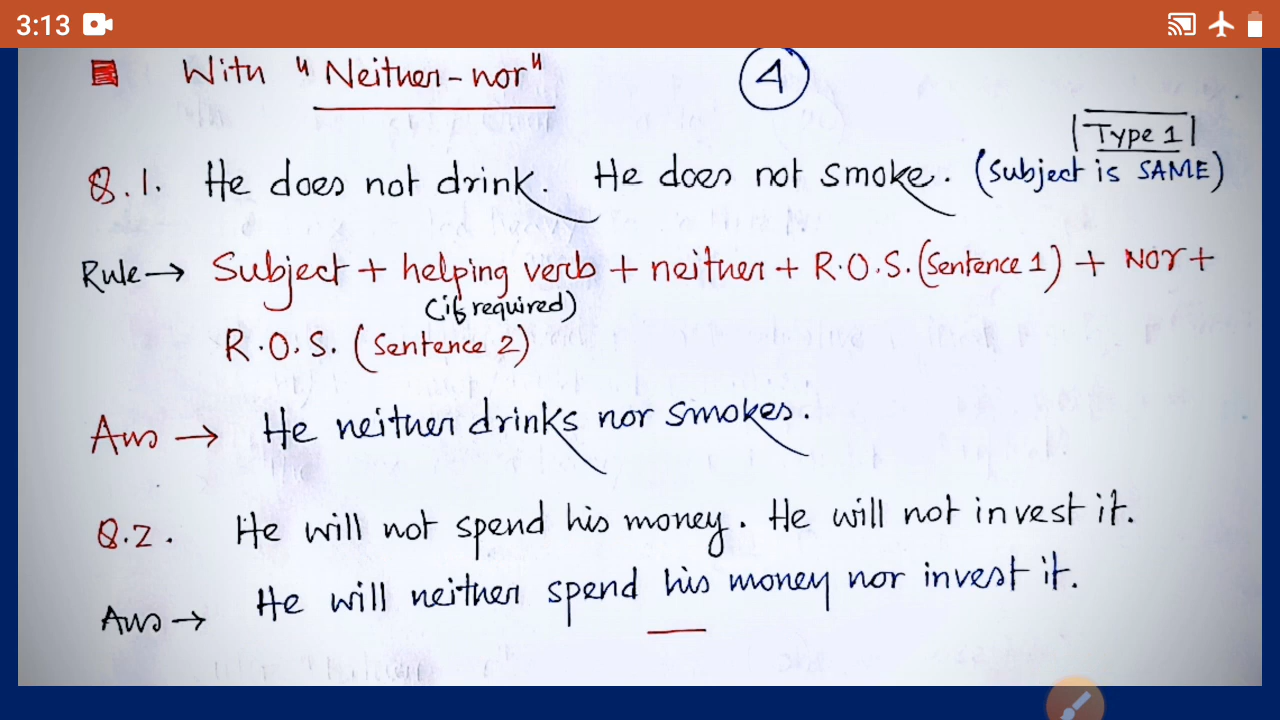 3:13
With "Neither-nor"
4
Type 1
Q.1. He does not drink. He does not smoke. (Subject is SAME)
Rule → Subject + helping verb + neither + R.O.S. (Sentence 1) + Nor +
(if required)
R.O.S. (Sentence 2)
Ans → He neither drinks nor smokes.
Q.2. He will not spend his money. He will not invest it.
Ans → He will neither spend his money nor invest it.